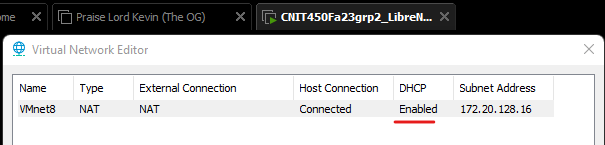 ome Praise Lord Kevin (The OG) CNIT450Fa23grp2_LibreN...
Virtual Network Editor
Name Type External Connection Host Connection DHCP Subnet Address
VMnet8 NAT NAT Connected Enabled 172.20.128.16